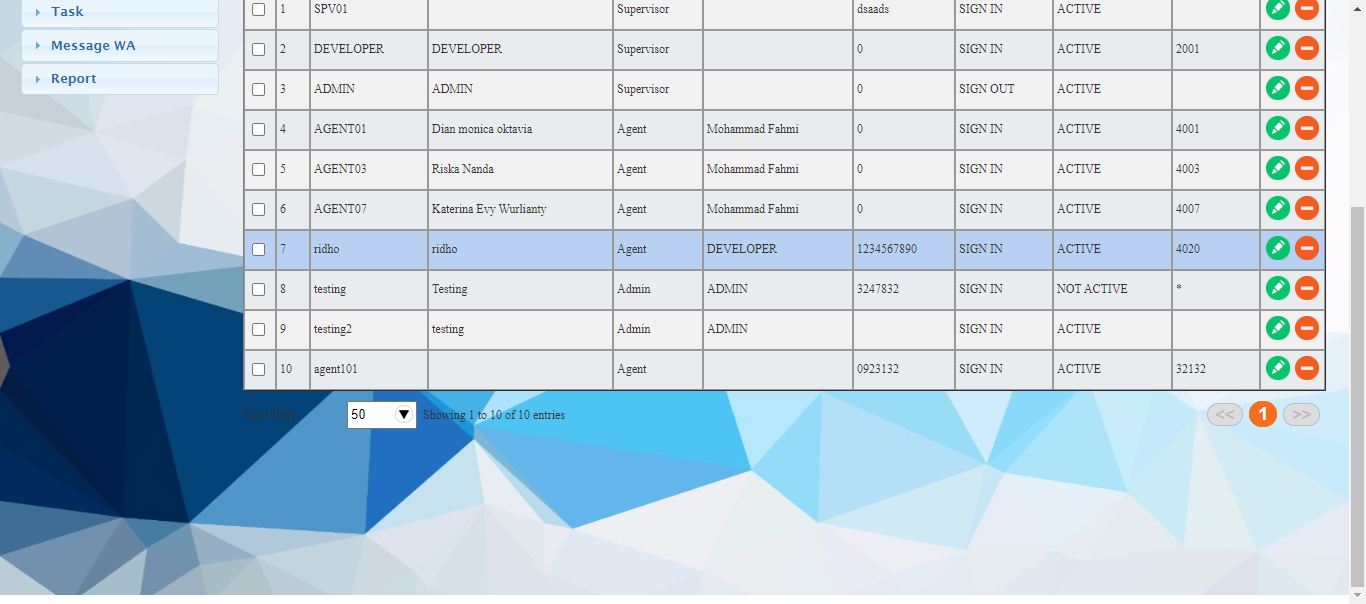 Task
Message WA
Report
1 SPV01 Supervisor dsaads SIGN IN ACTIVE
2 DEVELOPER DEVELOPER Supervisor 0 SIGN IN ACTIVE 2001
3 ADMIN ADMIN Supervisor 0 SIGN OUT ACTIVE
4 AGENT01 Dian monica oktavia Agent Mohammad Fahmi 0 SIGN IN ACTIVE 4001
5 AGENT03 Riska Nanda Agent Mohammad Fahmi 0 SIGN IN ACTIVE 4003
6 AGENT07 Katerina Evy Wurlianty Agent Mohammad Fahmi 0 SIGN IN ACTIVE 4007
7 ridho ridho Agent DEVELOPER 1234567890 SIGN IN ACTIVE 4020
8 testing Testing Admin ADMIN 3247832 SIGN IN NOT ACTIVE *
9 testing2 testing Admin ADMIN SIGN IN ACTIVE
10 agent101 Agent 0923132 SIGN IN ACTIVE 32132
50 Showing 1 to 10 of 10 entries << 1 >>